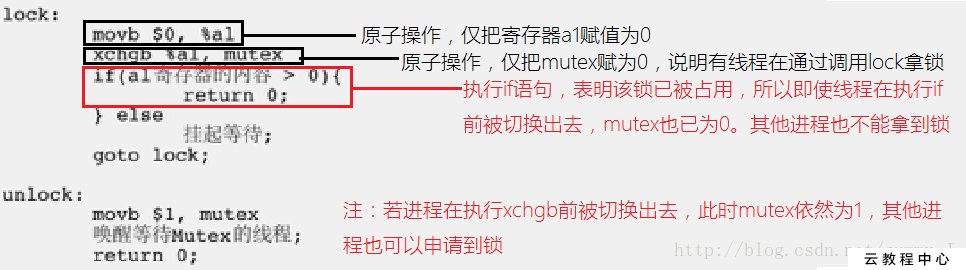 lock:
movb $0, %al
原子操作，仅把寄存器a1赋值为0
xchgb %al, mutex
原子操作，仅把mutex赋为0，说明有线程在通过调用lock拿锁
if(al寄存器的内容 > 0){
return 0;
} else
挂起等待;
goto lock;
执行if语句，表明该锁已被占用，所以即使线程在执行if
前被切换出去，mutex也已为0。其他进程也不能拿到锁
unlock:
movb $1, mutex
唤醒等待Mutex的线程;
return 0;
注：若进程在执行xchgb前被切换出去，此时mutex依然为1，其他进
程也可以申请到锁
http://blog.csdn.net/
云教程中心